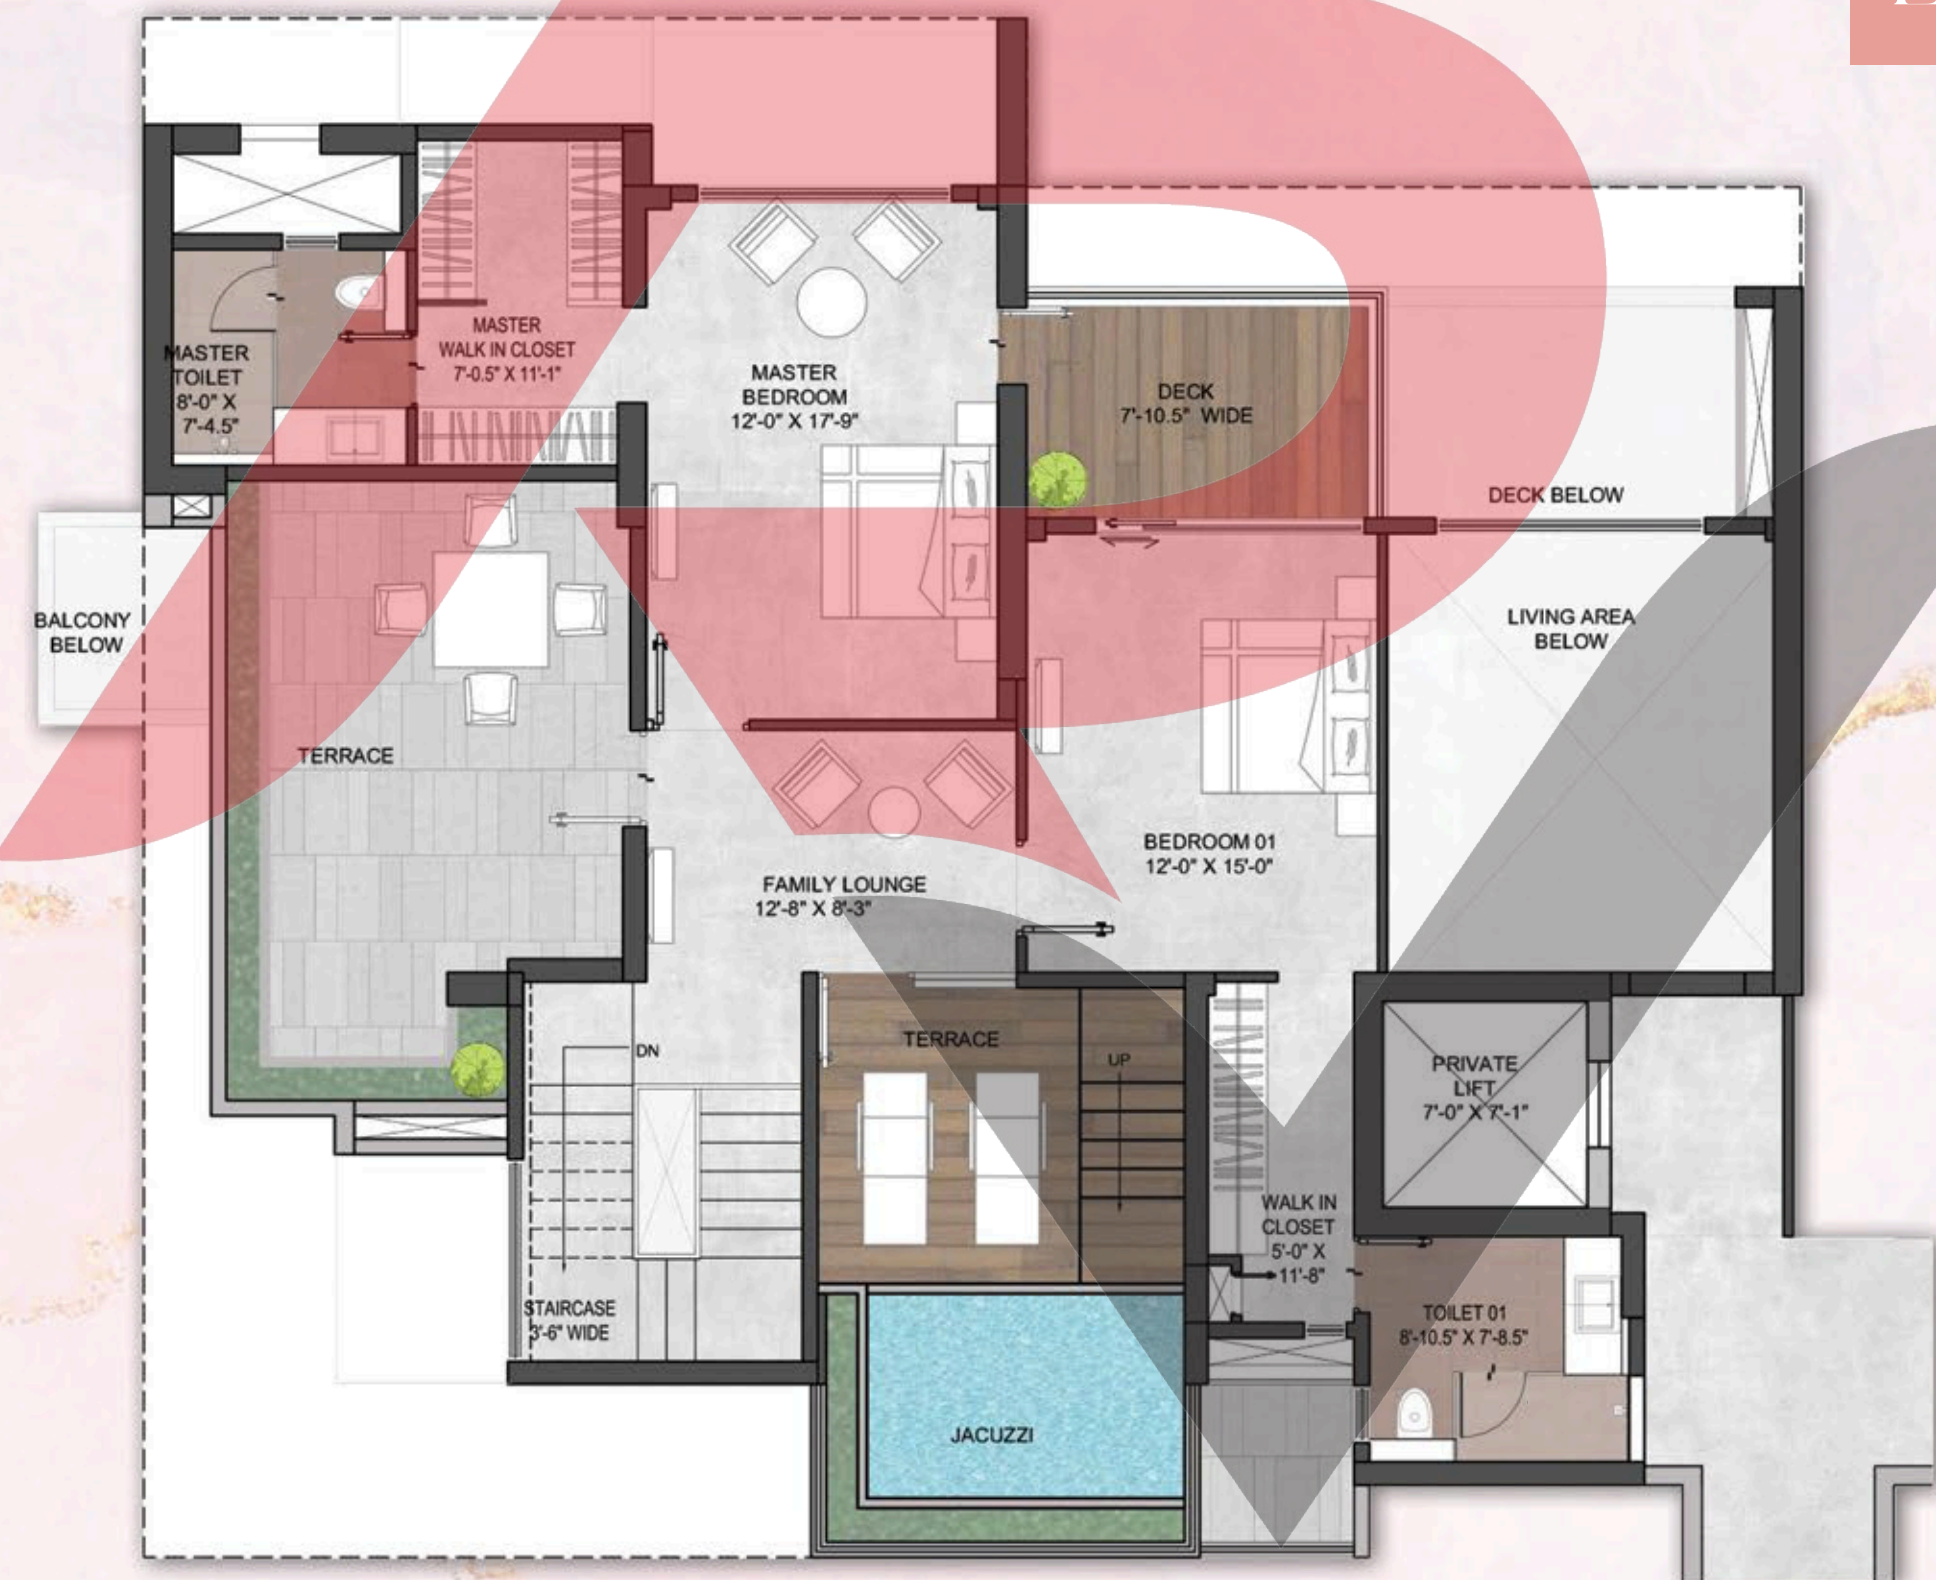 MASTER
WALK IN CLOSET
7'-0.5" X 11'-1"
MASTER
TOILET
8'-0" X
7'-4.5"
MASTER
BEDROOM
12'-0" X 17'-9"
DECK
7'-10.5" WIDE
DECK BELOW
BALCONY
BELOW
LIVING AREA
BELOW
TERRACE
BEDROOM 01
12'-0" X 15'-0"
FAMILY LOUNGE
12'-8" X 8'-3"
DN
TERRACE
UP
PRIVATE
LIFT
7'-0" X 7'-1"
WALK IN
CLOSET
5'-0" X
11'-8"
STAIRCASE
3'-6" WIDE
TOILET 01
8'-10.5" X 7'-8.5"
JACUZZI